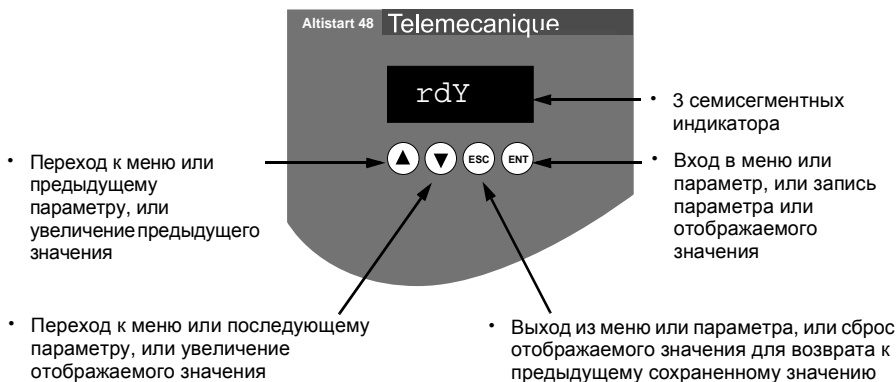 Altistart 48 Telemecanique
rdY
ESC ENT
• 3 семисегментных
индикатора
• Переход к меню или
предыдущему
параметру, или
увеличение предыдущего
значения
• Вход в меню или
параметр, или запись
параметра или
отображаемого
значения
• Переход к меню или последующему
параметру, или увеличение
отображаемого значения
• Выход из меню или параметра, или сброс
отображаемого значения для возврата к
предыдущему сохраненному значению